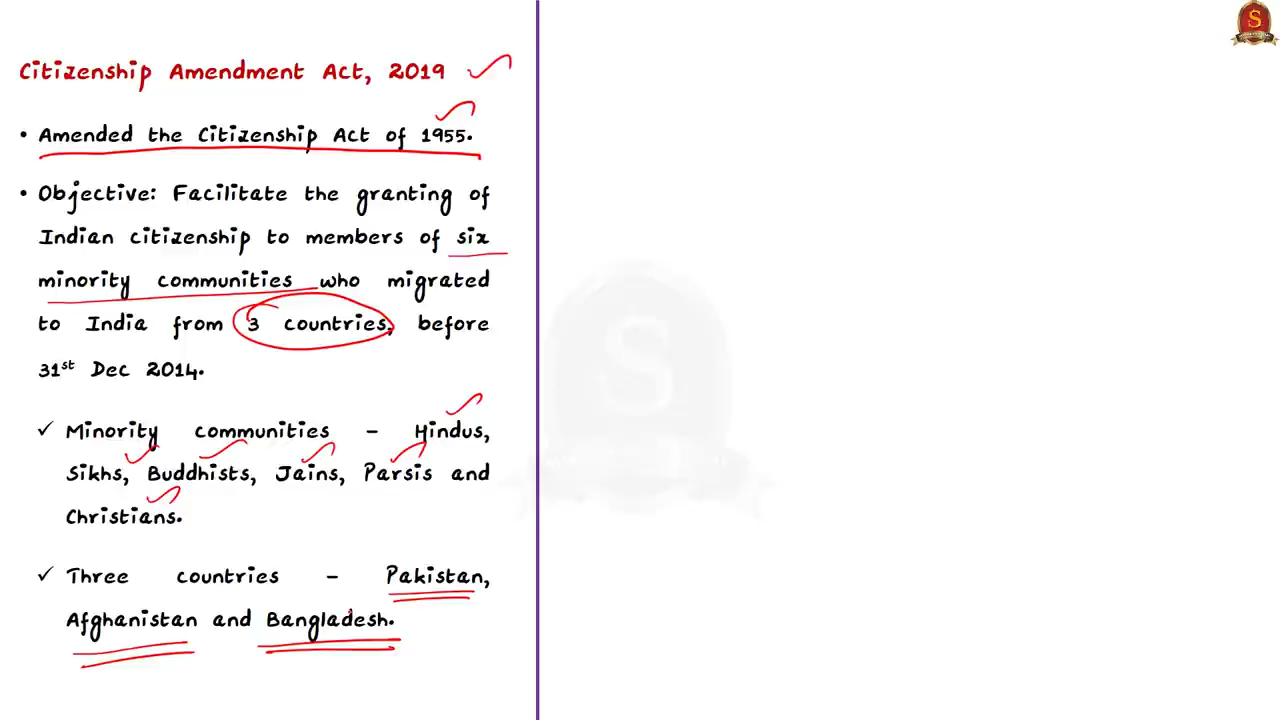 Citizenship Amendment Act, 2019
• Amended the Citizenship Act of 1955.
• Objective: Facilitate the granting of
Indian citizenship to members of six
minority communities who migrated
to India from 3 countries, before
31st Dec 2014.
✓ Minority communities - Hindus,
Sikhs, Buddhists, Jains, Parsis and
Christians.
✓ Three countries - Pakistan,
Afghanistan and Bangladesh.
S
S